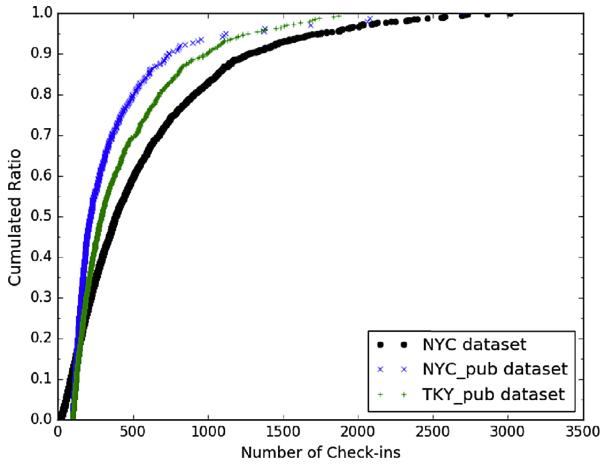 1.0
0.9
0.8
0.7
0.6
0.5
0.4
0.3
0.2
0.1
0.0
Cumulated Ratio
NYC dataset
NYC_pub dataset
TKY_pub dataset
0 500 1000 1500 2000 2500 3000 3500
Number of Check-ins